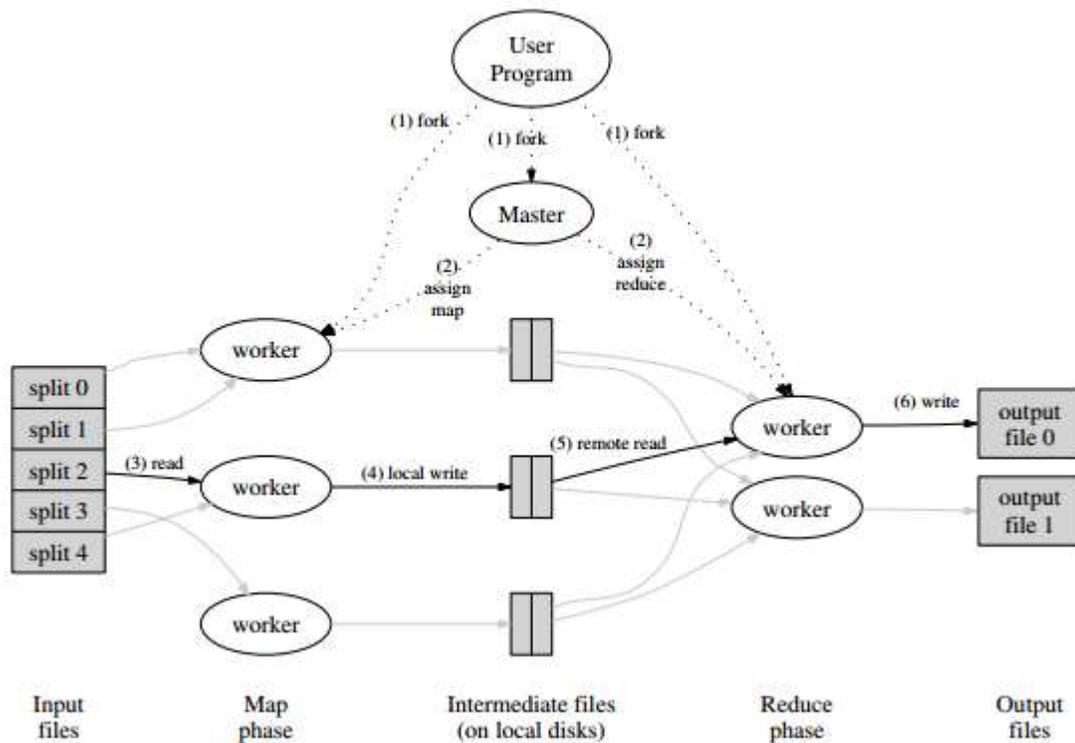 User
Program
(1) fork
(1) fork
(1) fork
Master
(2)
assign
map
(2)
assign
reduce
worker
split 0
split 1
split 2
split 3
split 4
(3) read
worker
(4) local write
(5) remote read
worker
(6) write
output
file 0
worker
output
file 1
worker
Input
files
Map
phase
Intermediate files
(on local disks)
Reduce
phase
Output
files